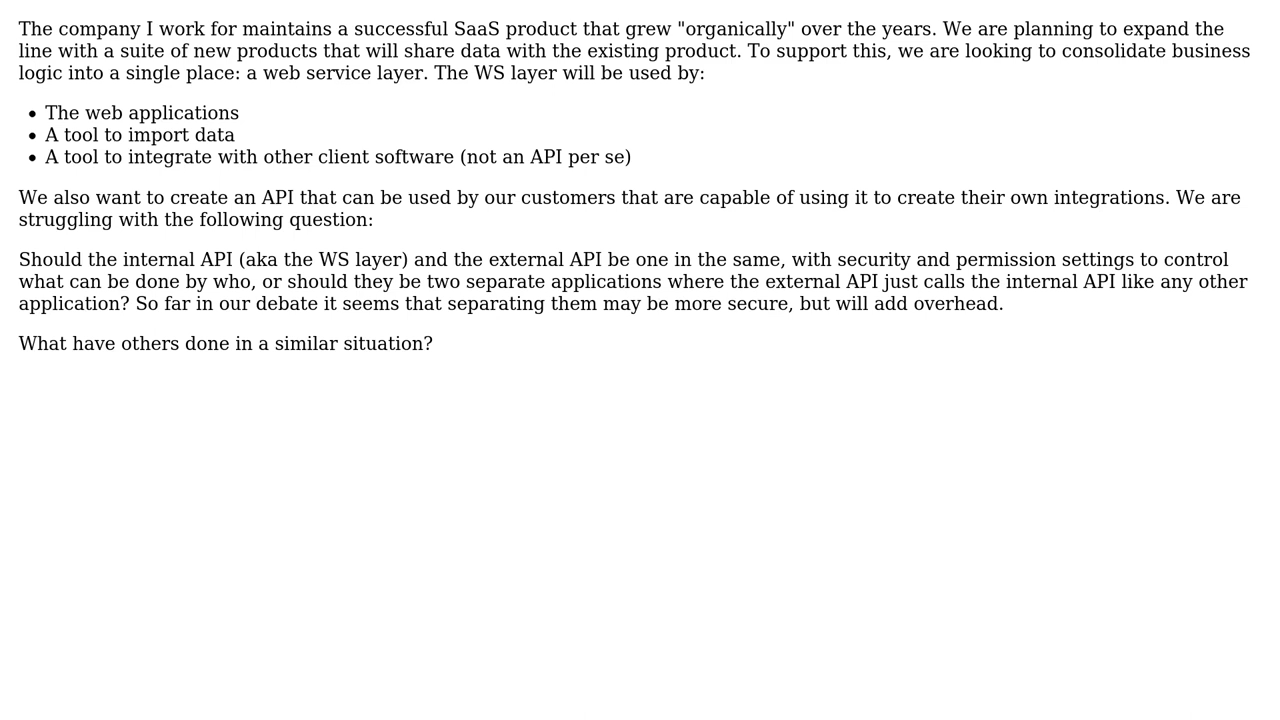 The company I work for maintains a successful SaaS product that grew "organically" over the years. We are planning to expand the
line with a suite of new products that will share data with the existing product. To support this, we are looking to consolidate business
logic into a single place: a web service layer. The WS layer will be used by:
• The web applications
• A tool to import data
• A tool to integrate with other client software (not an API per se)
We also want to create an API that can be used by our customers that are capable of using it to create their own integrations. We are
struggling with the following question:
Should the internal API (aka the WS layer) and the external API be one in the same, with security and permission settings to control
what can be done by who, or should they be two separate applications where the external API just calls the internal API like any other
application? So far in our debate it seems that separating them may be more secure, but will add overhead.
What have others done in a similar situation?